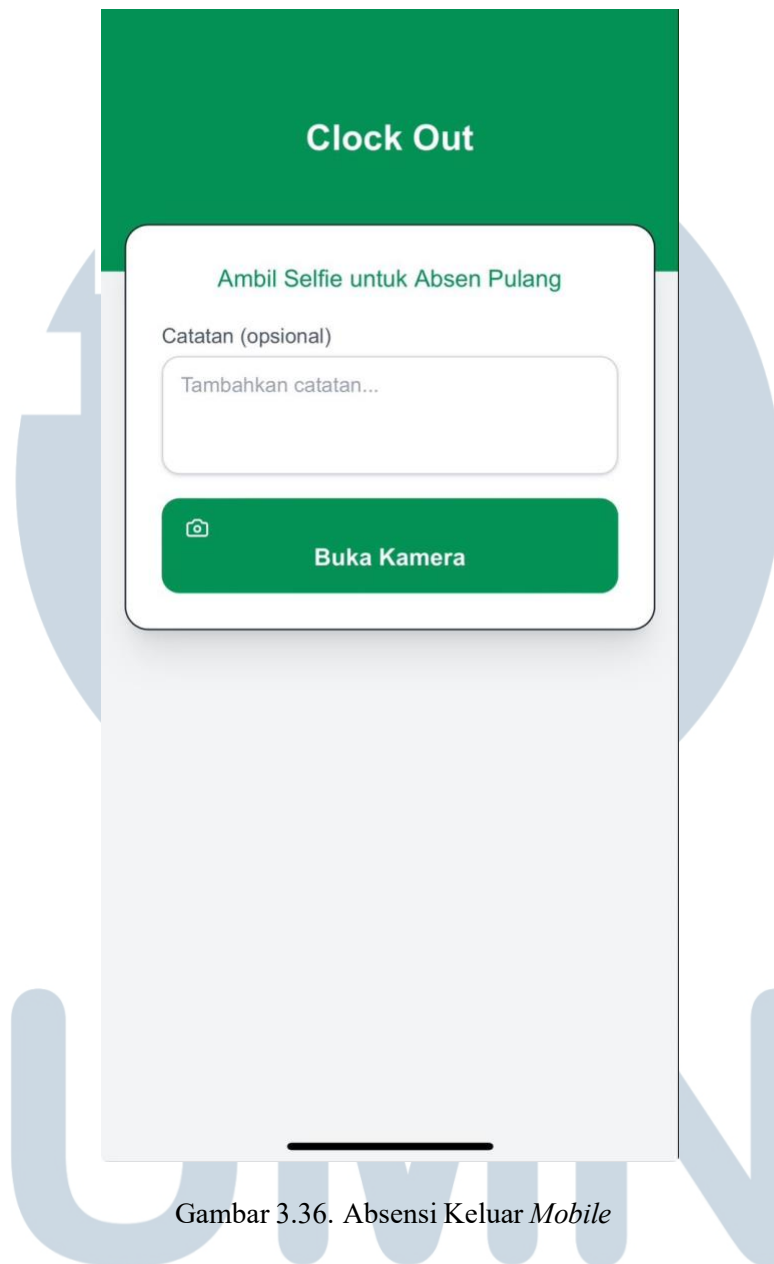 Clock Out
Ambil Selfie untuk Absen Pulang
Catatan (opsional)
Tambahkan catatan...
Buka Kamera
UMN
Gambar 3.36. Absensi Keluar Mobile